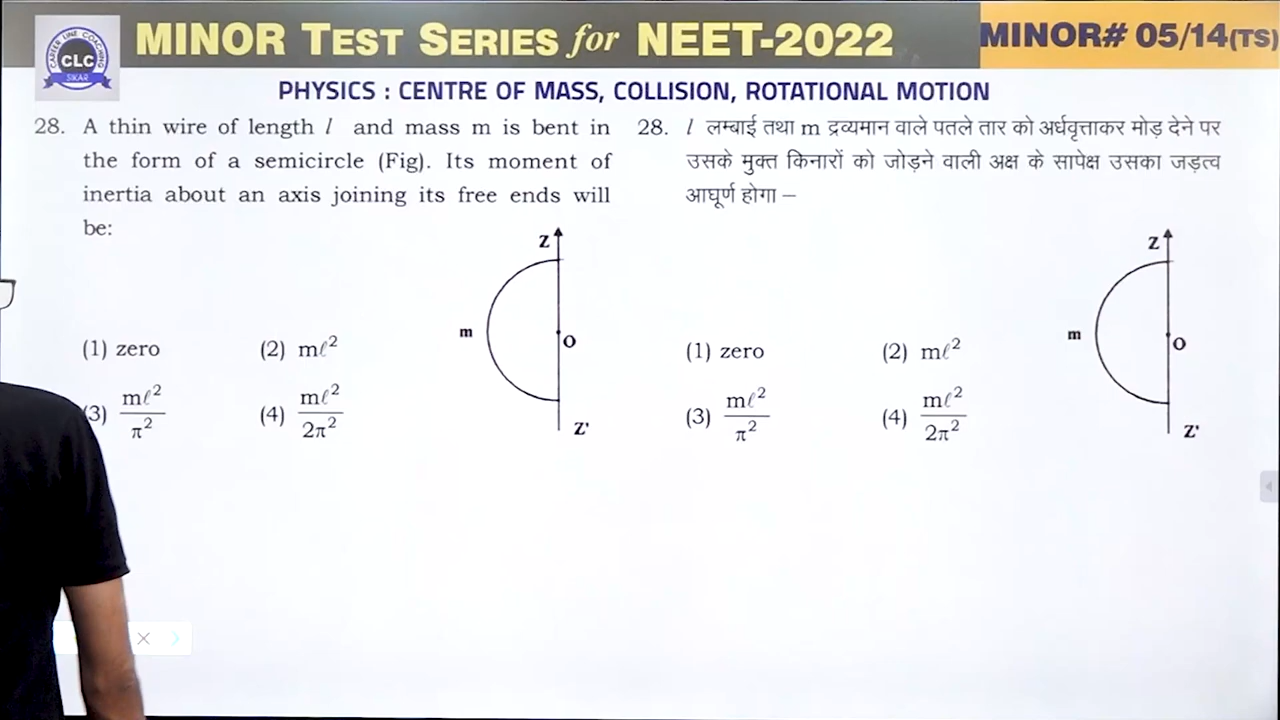 CAREER LINE COACHING
CLC
SIKAR
MINOR TEST SERIES for NEET-2022
MINOR# 05/14(TS)
PHYSICS : CENTRE OF MASS, COLLISION, ROTATIONAL MOTION
28. A thin wire of length l and mass m is bent in
the form of a semicircle (Fig). Its moment of
inertia about an axis joining its free ends will
be:
Z
m
O
Z'
(1) zero (2) mℓ²
(3) mℓ²/π² (4) mℓ²/2π²
28. l लम्बाई तथा m द्रव्यमान वाले पतले तार को अर्धवृत्ताकर मोड़ देने पर
उसके मुक्त किनारों को जोड़ने वाली अक्ष के सापेक्ष उसका जड़त्व
आघूर्ण होगा –
Z
m
O
Z'
(1) zero (2) mℓ²
(3) mℓ²/π² (4) mℓ²/2π²